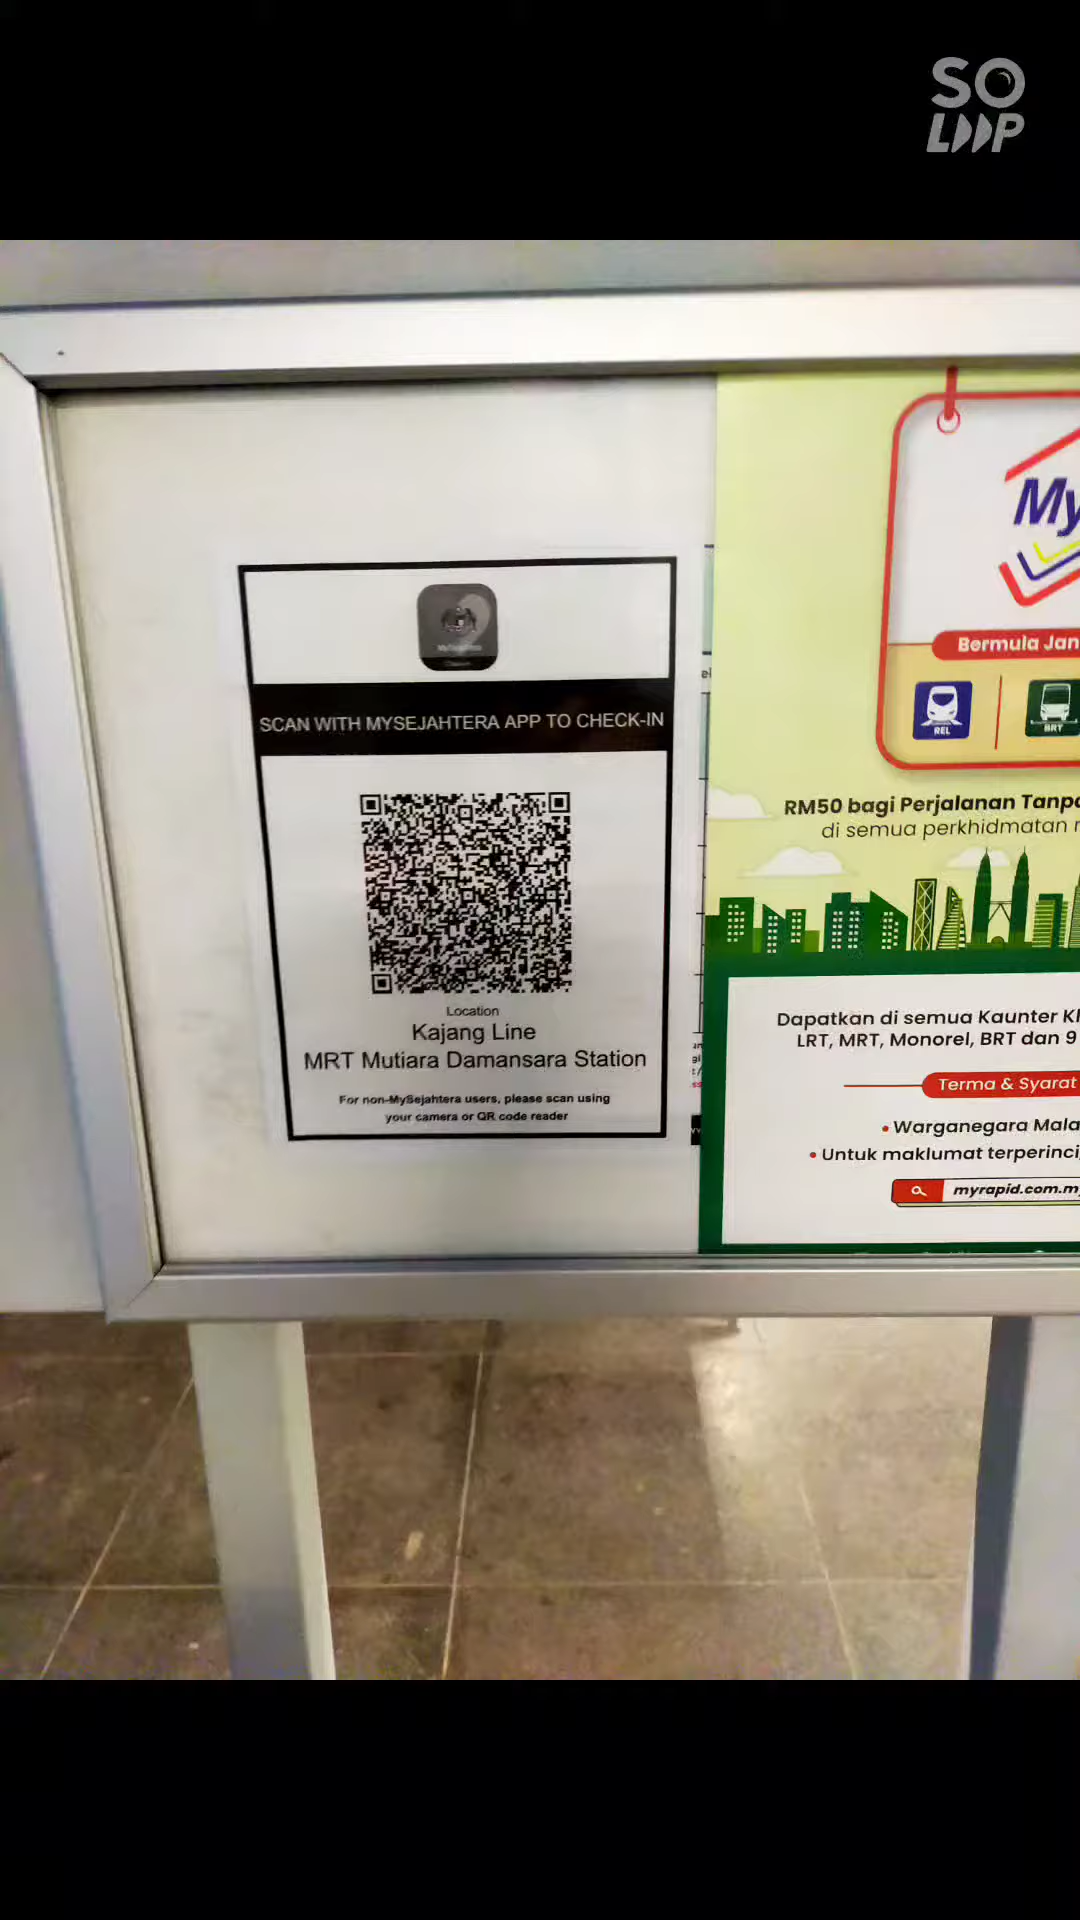 SO
LOOP
SCAN WITH MYSEJAHTERA APP TO CHECK-IN
Location
Kajang Line
MRT Mutiara Damansara Station
For non-MySejahtera users, please scan using
your camera or QR code reader
My
Bermula Jan
REL
BRT
RM50 bagi Perjalanan Tanpa
di semua perkhidmatan
Dapatkan di semua Kaunter
LRT, MRT, Monorel, BRT dan 9
Terma & Syarat
• Warganegara Mala
• Untuk maklumat terperinci,
myrapid.com.my